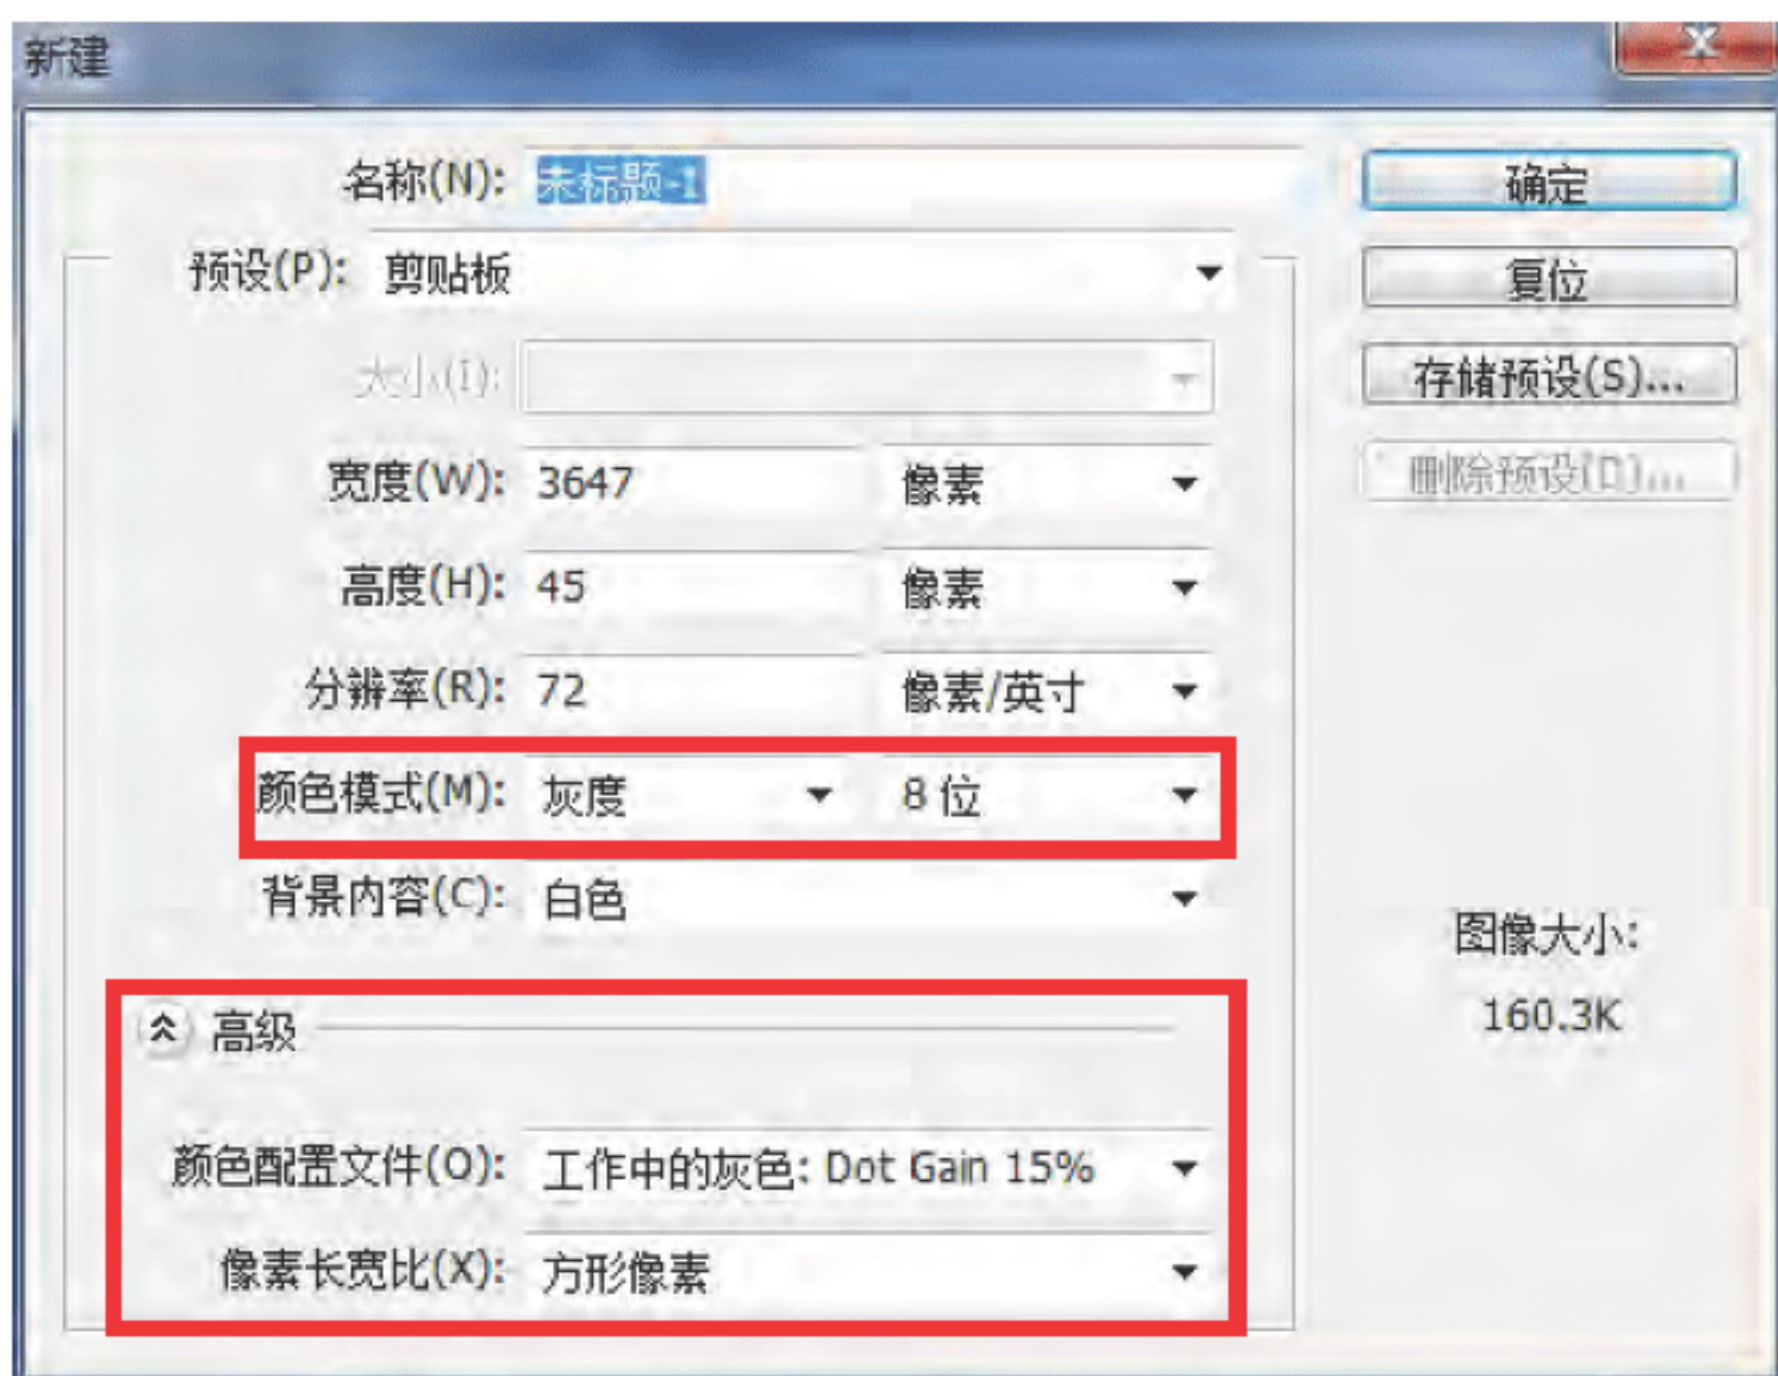 新建
名称(N): 未标题-1
确定
预设(P): 剪贴板
复位
大小(I):
存储预设(S)...
宽度(W): 3647 像素
删除预设(D)...
高度(H): 45 像素
分辨率(R): 72 像素/英寸
颜色模式(M): 灰度 8 位
背景内容(C): 白色
图像大小:
160.3K
高级
颜色配置文件(O): 工作中的灰色: Dot Gain 15%
像素长宽比(X): 方形像素